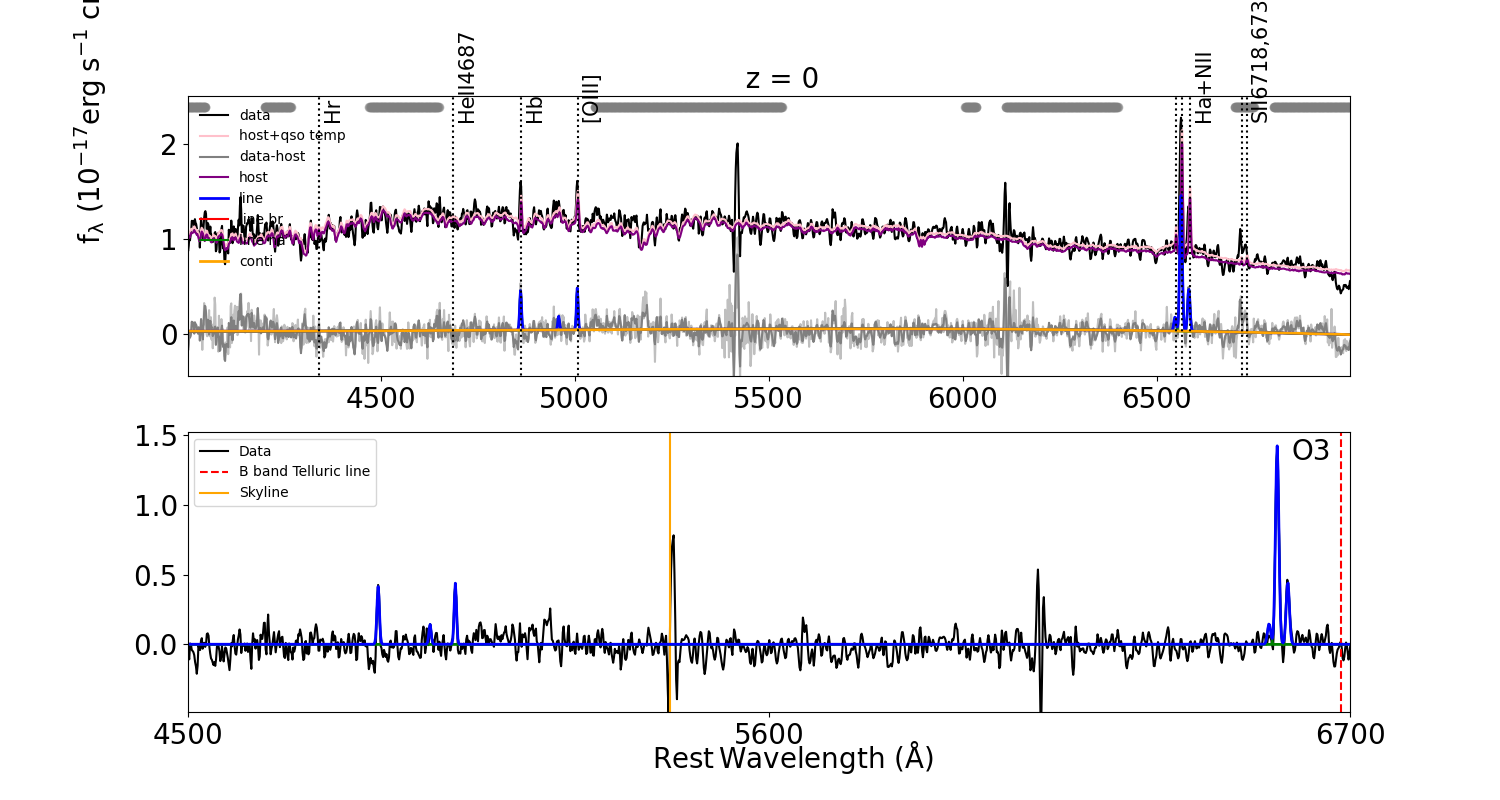 z = 0
f_λ (10^−17 erg s^−1
Hr
HeII4687
Hb
[OIII]
Ha+NII
SII6718,673
data
host+qso temp
data-host
host
line
line br
conti
2
1
0
4500 5000 5500 6000 6500
1.5
1.0
0.5
0.0
Data
B band Telluric line
Skyline
O3
4500 5600 6700
Rest Wavelength (Å)